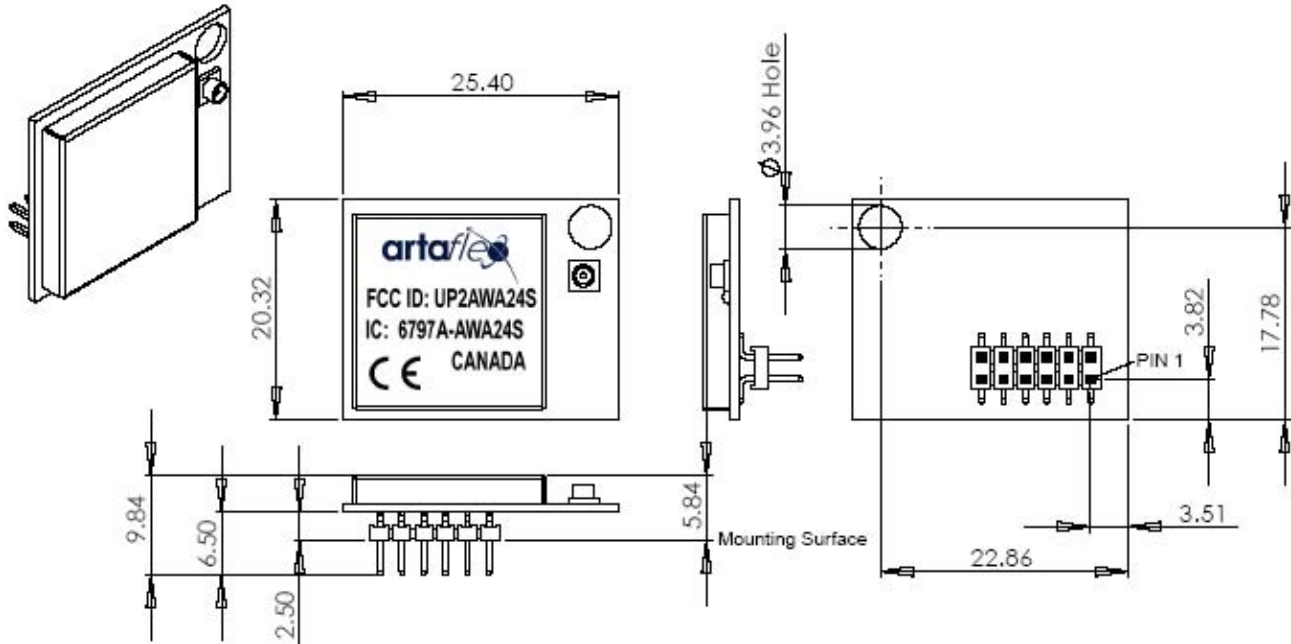 25.40
Ø3.96 Hole
artaflex
FCC ID: UP2AWA24S
IC: 6797A-AWA24S
CE CANADA
20.32
PIN 1
3.82
17.78
9.84
6.50
2.50
5.84
Mounting Surface
3.51
22.86